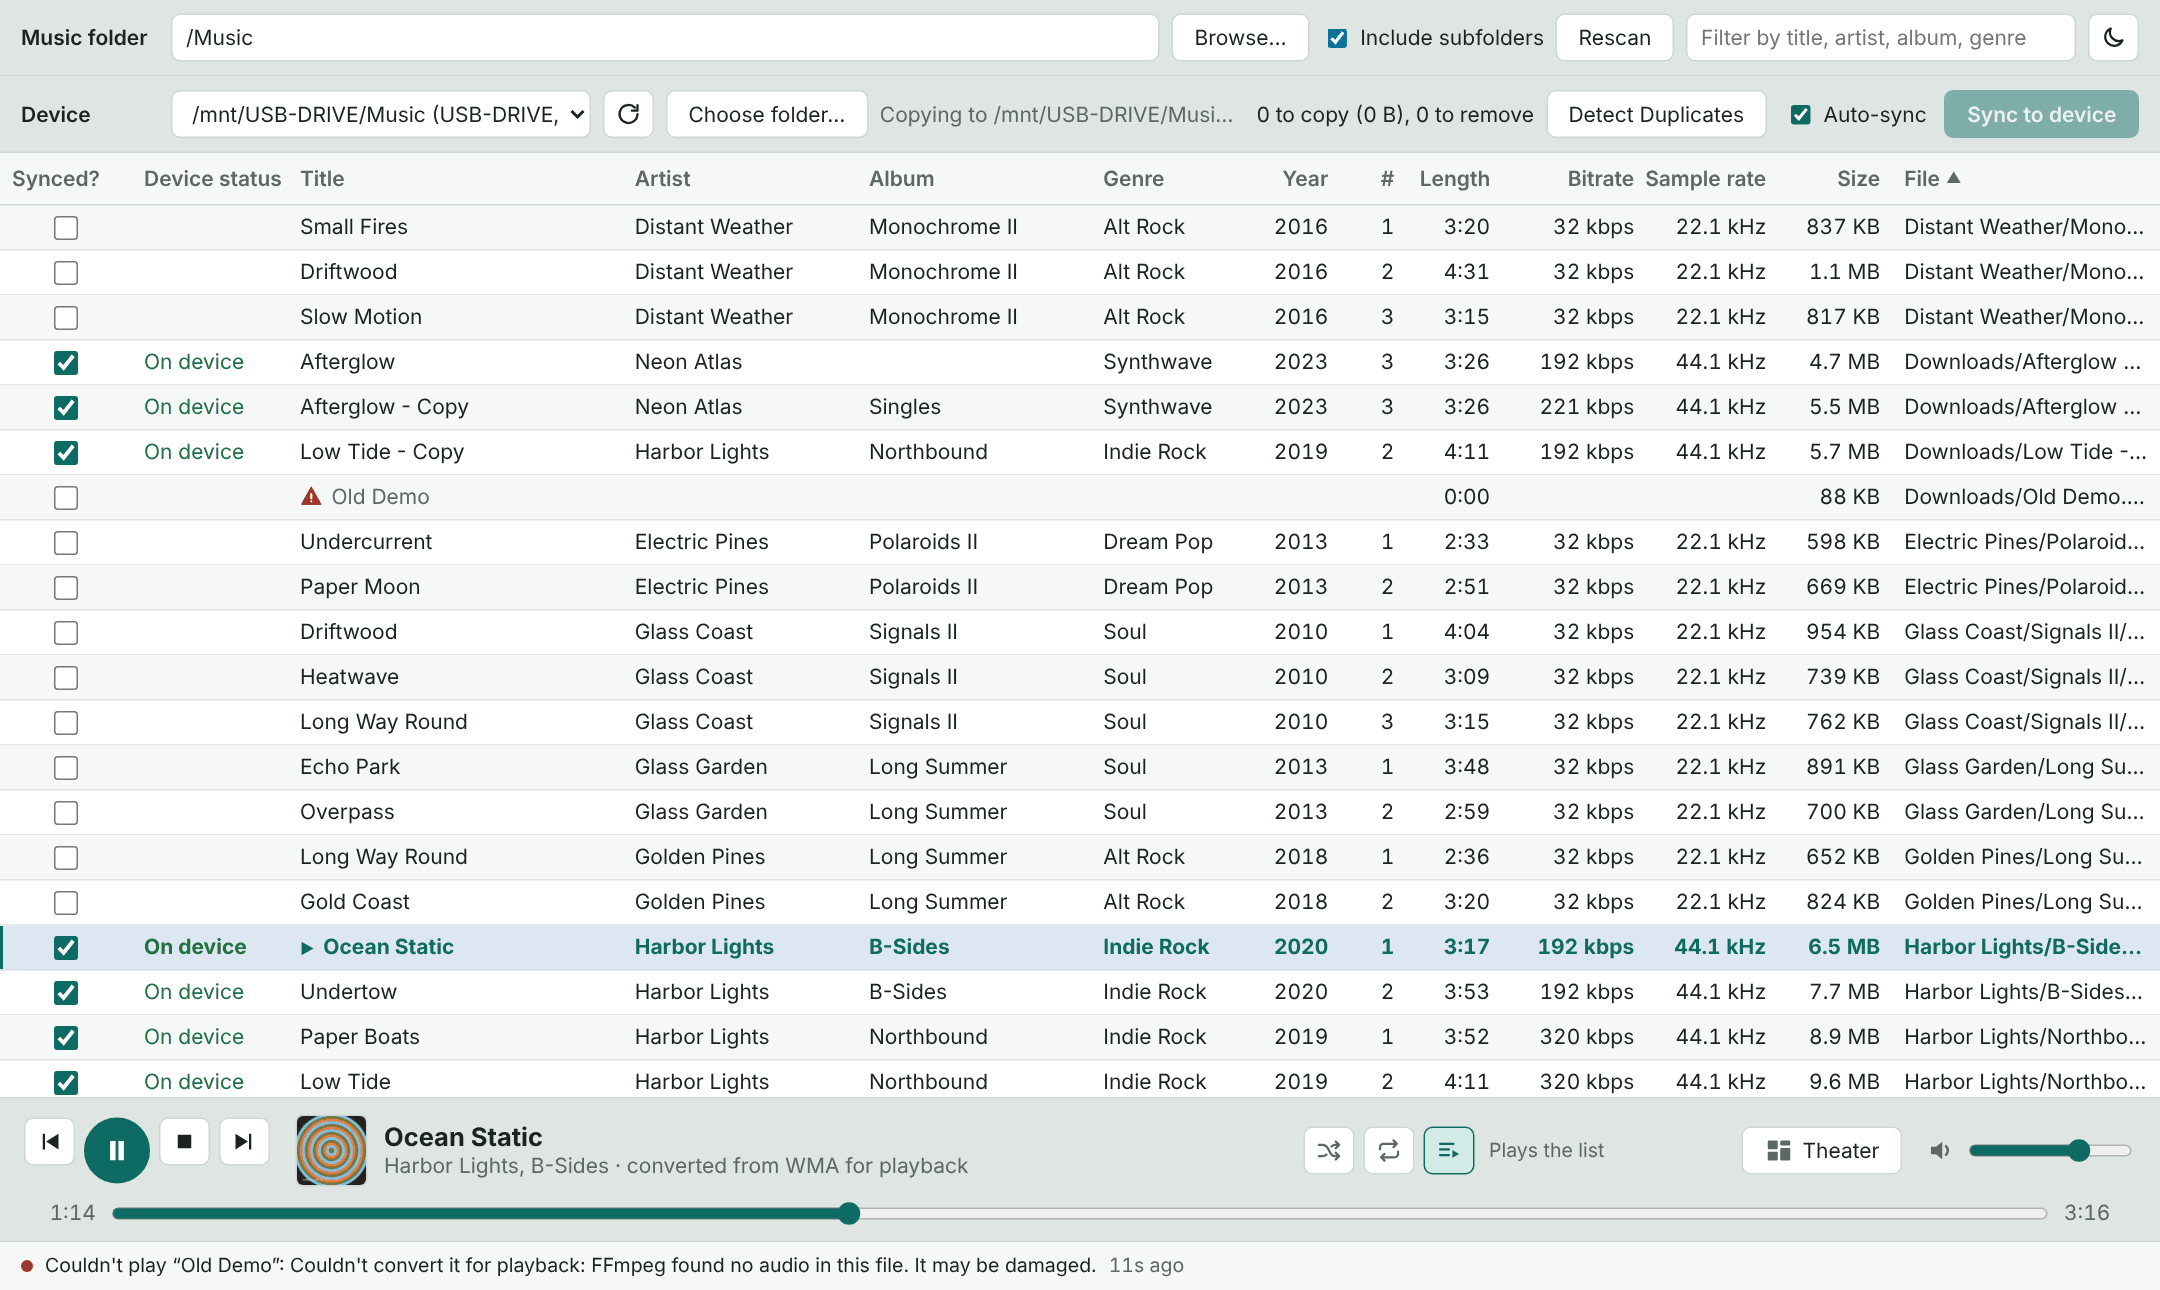 Music folder /Music Browse... Include subfolders Rescan Filter by title, artist, album, genre
Device /mnt/USB-DRIVE/Music (USB-DRIVE, Choose folder... Copying to /mnt/USB-DRIVE/Musi... 0 to copy (0 B), 0 to remove Detect Duplicates Auto-sync Sync to device
Synced? Device status Title Artist Album Genre Year # Length Bitrate Sample rate Size File
Small Fires Distant Weather Monochrome II Alt Rock 2016 1 3:20 32 kbps 22.1 kHz 837 KB Distant Weather/Mono...
Driftwood Distant Weather Monochrome II Alt Rock 2016 2 4:31 32 kbps 22.1 kHz 1.1 MB Distant Weather/Mono...
Slow Motion Distant Weather Monochrome II Alt Rock 2016 3 3:15 32 kbps 22.1 kHz 817 KB Distant Weather/Mono...
On device Afterglow Neon Atlas Synthwave 2023 3 3:26 192 kbps 44.1 kHz 4.7 MB Downloads/Afterglow ...
On device Afterglow - Copy Neon Atlas Singles Synthwave 2023 3 3:26 221 kbps 44.1 kHz 5.5 MB Downloads/Afterglow ...
On device Low Tide - Copy Harbor Lights Northbound Indie Rock 2019 2 4:11 192 kbps 44.1 kHz 5.7 MB Downloads/Low Tide -...
Old Demo 0:00 88 KB Downloads/Old Demo....
Undercurrent Electric Pines Polaroids II Dream Pop 2013 1 2:33 32 kbps 22.1 kHz 598 KB Electric Pines/Polaroid...
Paper Moon Electric Pines Polaroids II Dream Pop 2013 2 2:51 32 kbps 22.1 kHz 669 KB Electric Pines/Polaroid...
Driftwood Glass Coast Signals II Soul 2010 1 4:04 32 kbps 22.1 kHz 954 KB Glass Coast/Signals II/...
Heatwave Glass Coast Signals II Soul 2010 2 3:09 32 kbps 22.1 kHz 739 KB Glass Coast/Signals II/...
Long Way Round Glass Coast Signals II Soul 2010 3 3:15 32 kbps 22.1 kHz 762 KB Glass Coast/Signals II/...
Echo Park Glass Garden Long Summer Soul 2013 1 3:48 32 kbps 22.1 kHz 891 KB Glass Garden/Long Su...
Overpass Glass Garden Long Summer Soul 2013 2 2:59 32 kbps 22.1 kHz 700 KB Glass Garden/Long Su...
Long Way Round Golden Pines Long Summer Alt Rock 2018 1 2:36 32 kbps 22.1 kHz 652 KB Golden Pines/Long Su...
Gold Coast Golden Pines Long Summer Alt Rock 2018 2 3:20 32 kbps 22.1 kHz 824 KB Golden Pines/Long Su...
On device Ocean Static Harbor Lights B-Sides Indie Rock 2020 1 3:17 192 kbps 44.1 kHz 6.5 MB Harbor Lights/B-Side...
On device Undertow Harbor Lights B-Sides Indie Rock 2020 2 3:53 192 kbps 44.1 kHz 7.7 MB Harbor Lights/B-Sides...
On device Paper Boats Harbor Lights Northbound Indie Rock 2019 1 3:52 320 kbps 44.1 kHz 8.9 MB Harbor Lights/Northbo...
On device Low Tide Harbor Lights Northbound Indie Rock 2019 2 4:11 320 kbps 44.1 kHz 9.6 MB Harbor Lights/Northbo...
Ocean Static
Harbor Lights, B-Sides · converted from WMA for playback
Plays the list Theater
1:14 3:16
Couldn't play “Old Demo”: Couldn't convert it for playback: FFmpeg found no audio in this file. It may be damaged. 11s ago